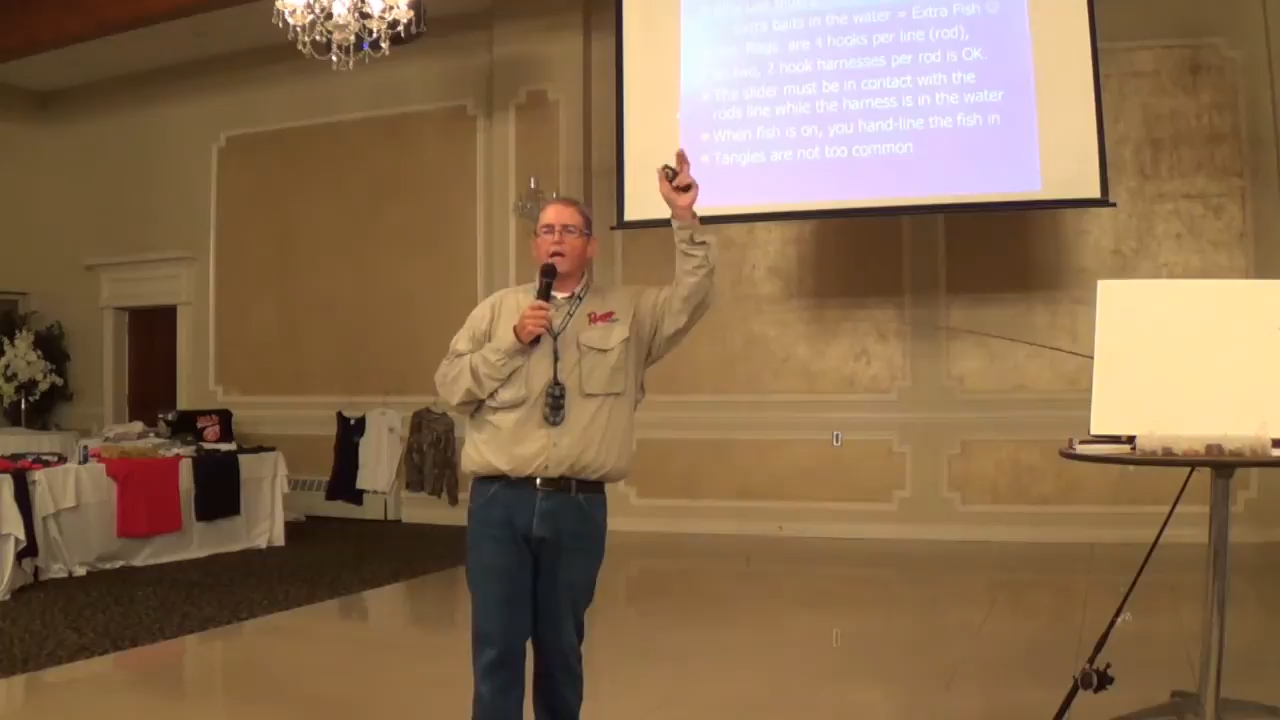 Extra baits in the water = Extra Fish ☺
are 4 hooks per line (rod),
two, 2 hook harnesses per rod is OK.
The slider must be in contact with the
rods line while the harness is in the water
When fish is on, you hand-line the fish in
Tangles are not too common